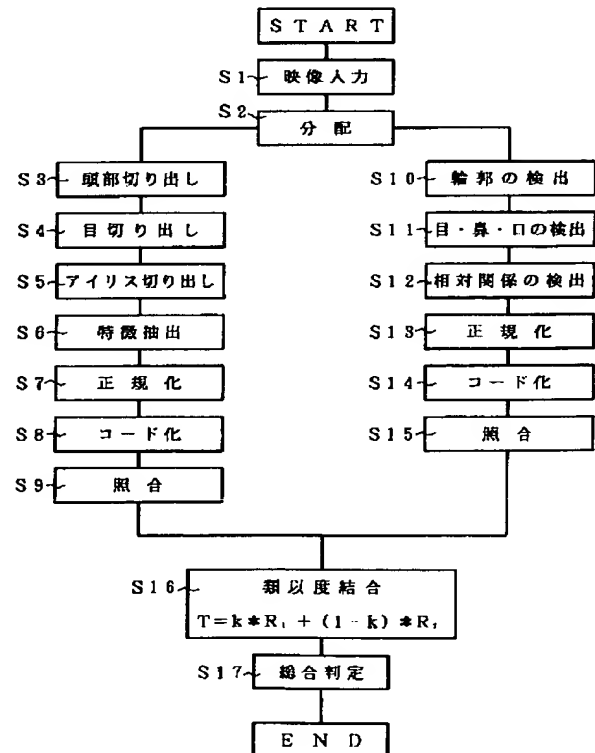 START
S1 映像入力
S2 分配
S3 頭部切り出し
S4 目切り出し
S5 アイリス切り出し
S6 特徴抽出
S7 正規化
S8 コード化
S9 照合
S10 輪郭の検出
S11 目・鼻・口の検出
S12 相対関係の検出
S13 正規化
S14 コード化
S15 照合
S16 類以度結合
T=k*Ri+(1-k)*Rf
S17 総合判定
END